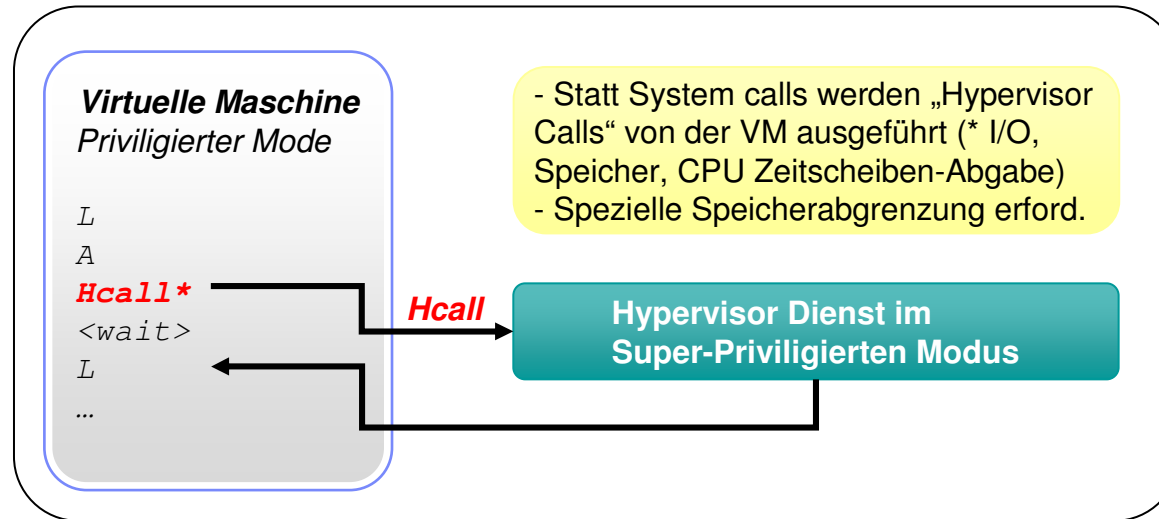 Virtuelle Maschine
Priviligierter Mode
L
A
Hcall*
<wait>
L
…
- Statt System calls werden „Hypervisor
Calls“ von der VM ausgeführt (* I/O,
Speicher, CPU Zeitscheiben-Abgabe)
- Spezielle Speicherabgrenzung erford.
Hcall
Hypervisor Dienst im
Super-Priviligierten Modus